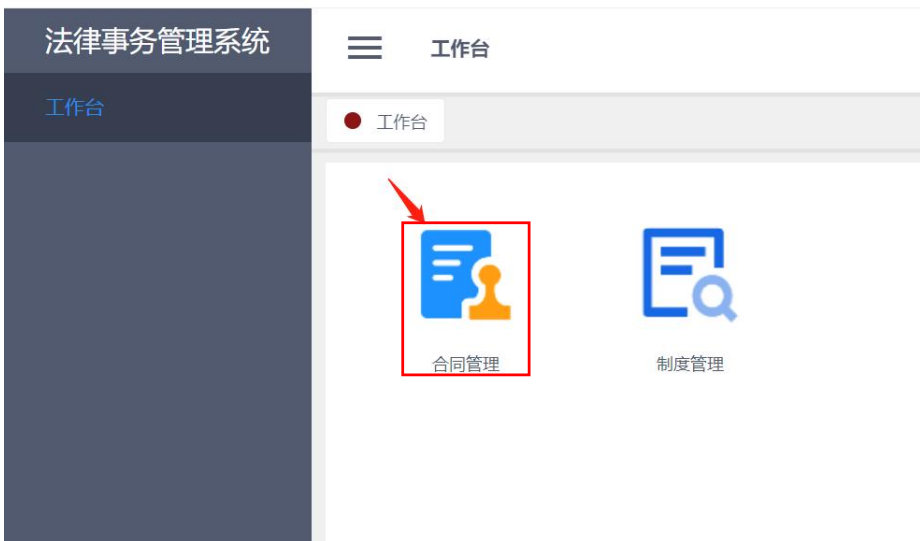 法律事务管理系统
工作台
工作台
工作台
合同管理
制度管理